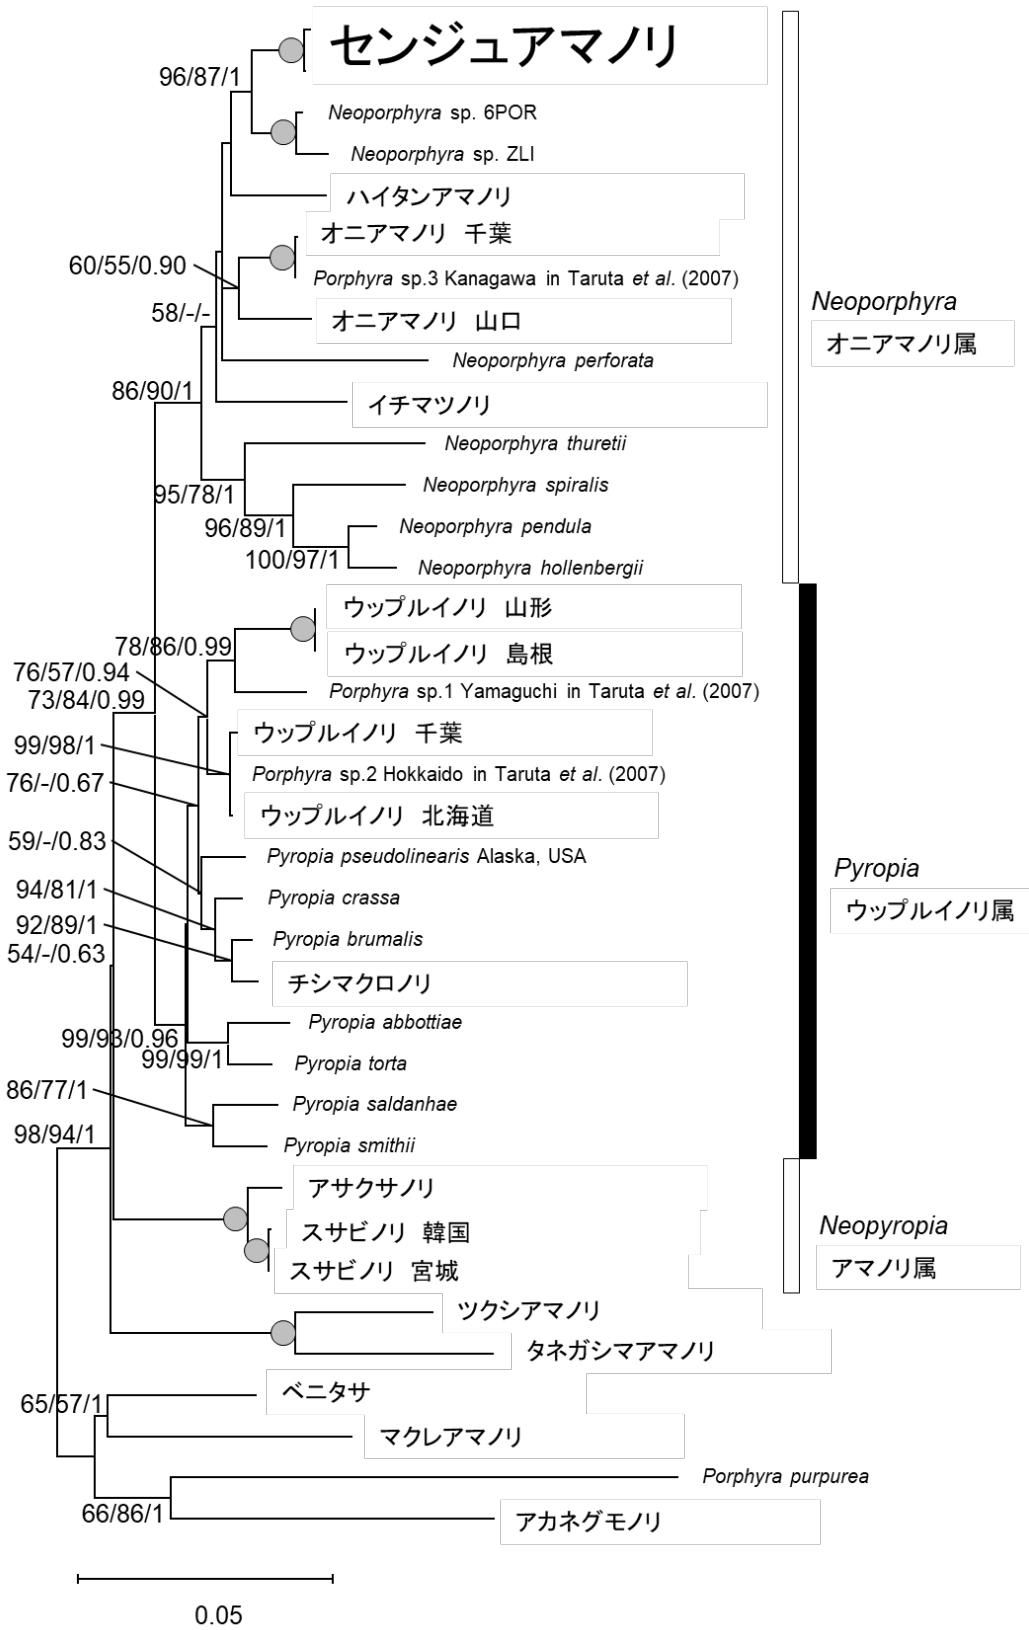 センジュアマノリ
96/87/1
Neoporphyra sp. 6POR
Neoporphyra sp. ZLI
ハイタンアマノリ
オニアマノリ 千葉
60/55/0.90
Porphyra sp.3 Kanagawa in Taruta et al. (2007)
Neoporphyra
58/-/-
オニアマノリ 山口
オニアマノリ属
Neoporphyra perforata
86/90/1
イチマツノリ
Neoporphyra thuretii
Neoporphyra spiralis
95/78/1
96/89/1
Neoporphyra pendula
100/97/1
Neoporphyra hollenbergii
ウップルイノリ 山形
78/86/0.99
ウップルイノリ 島根
76/57/0.94
Porphyra sp.1 Yamaguchi in Taruta et al. (2007)
73/84/0.99
ウップルイノリ 千葉
99/98/1
Porphyra sp.2 Hokkaido in Taruta et al. (2007)
76/-/0.67
ウップルイノリ 北海道
59/-/0.83
Pyropia pseudolinearis Alaska, USA
Pyropia
94/81/1
Pyropia crassa
ウップルイノリ属
92/89/1
Pyropia brumalis
54/-/0.63
チシマクロノリ
Pyropia abbottiae
99/93/0.96
99/99/1
Pyropia torta
86/77/1
Pyropia saldanhae
98/94/1
Pyropia smithii
アサクサノリ
スサビノリ 韓国
Neopyropia
スサビノリ 宮城
アマノリ属
ツクシアマノリ
タネガシマアマノリ
ベニタサ
65/57/1
マクレアマノリ
Porphyra purpurea
66/86/1
アカネグモノリ
0.05